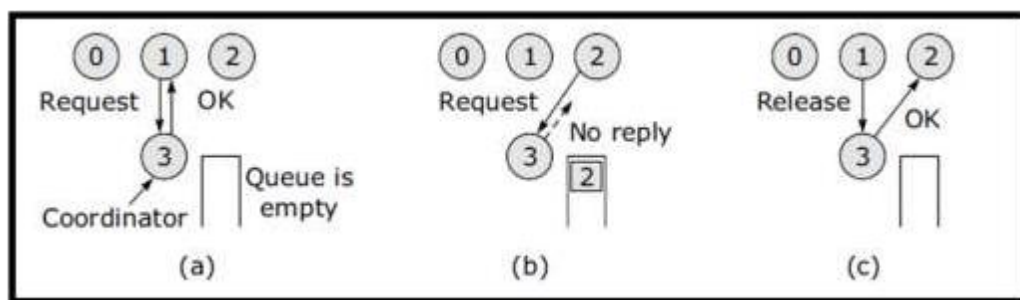 0 1 2
Request OK
3
Queue is
empty
Coordinator
(a)
0 1 2
Request
No reply
3
2
(b)
0 1 2
Release
OK
3
(c)